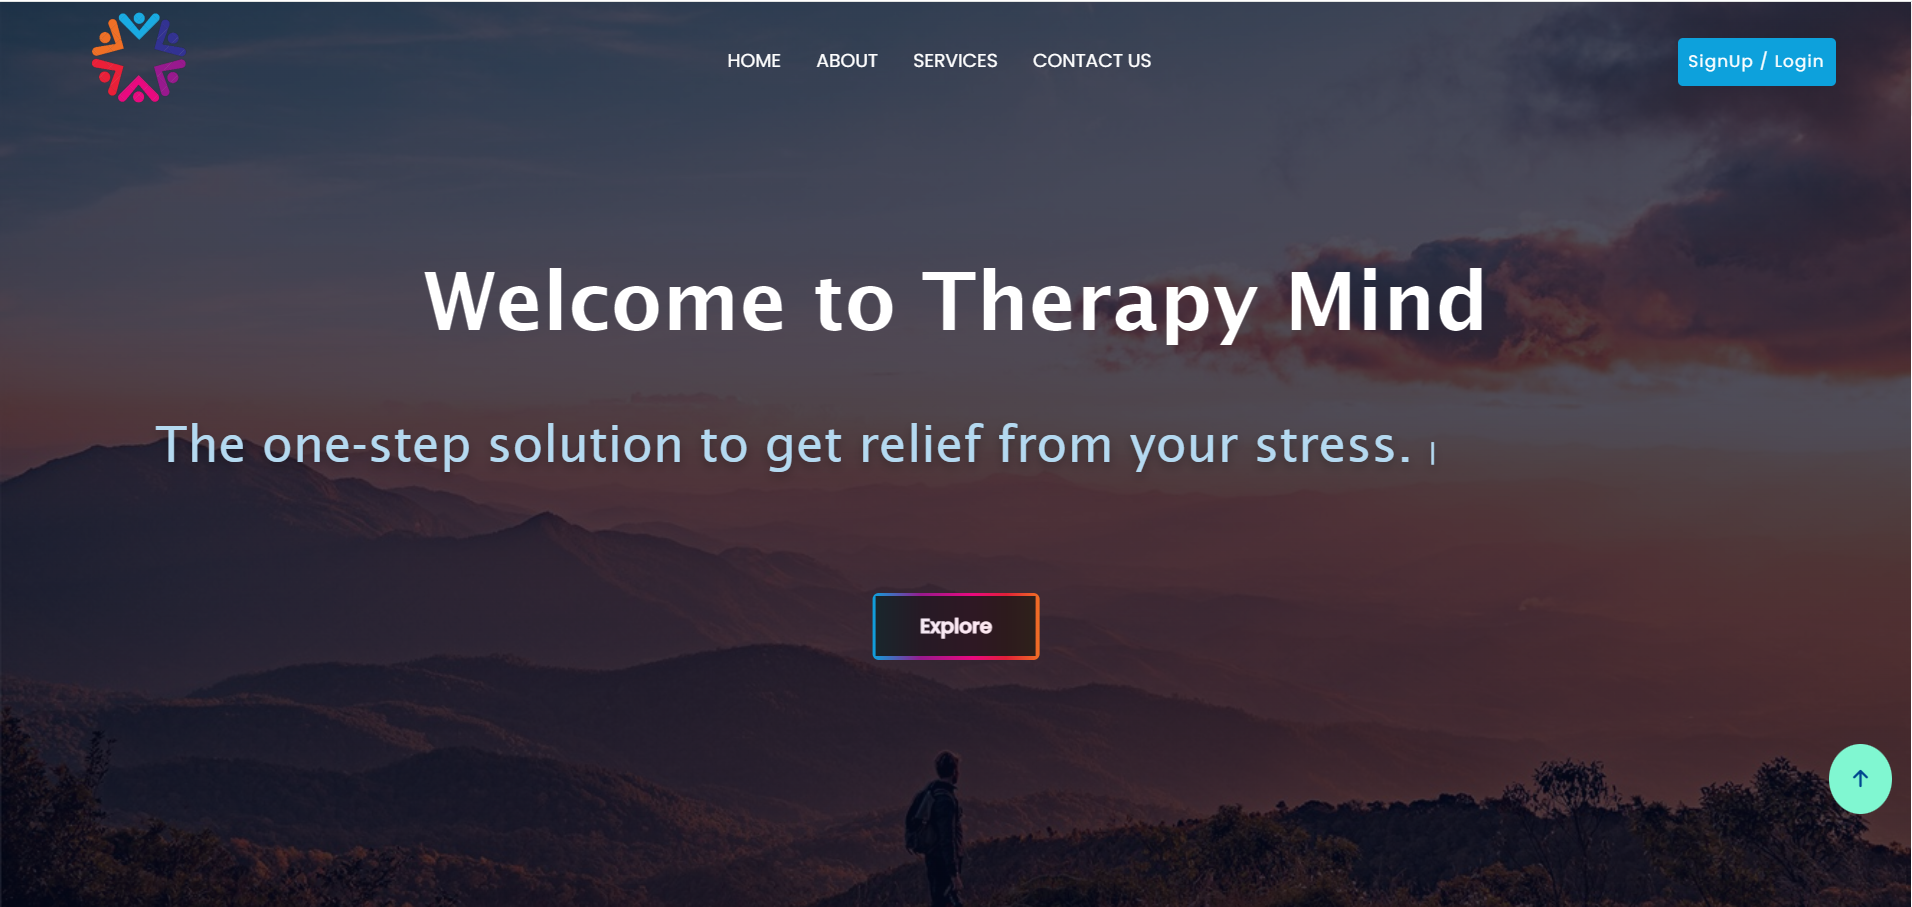 HOME ABOUT SERVICES CONTACT US SignUp / Login
Welcome to Therapy Mind
The one-step solution to get relief from your stress. |
Explore